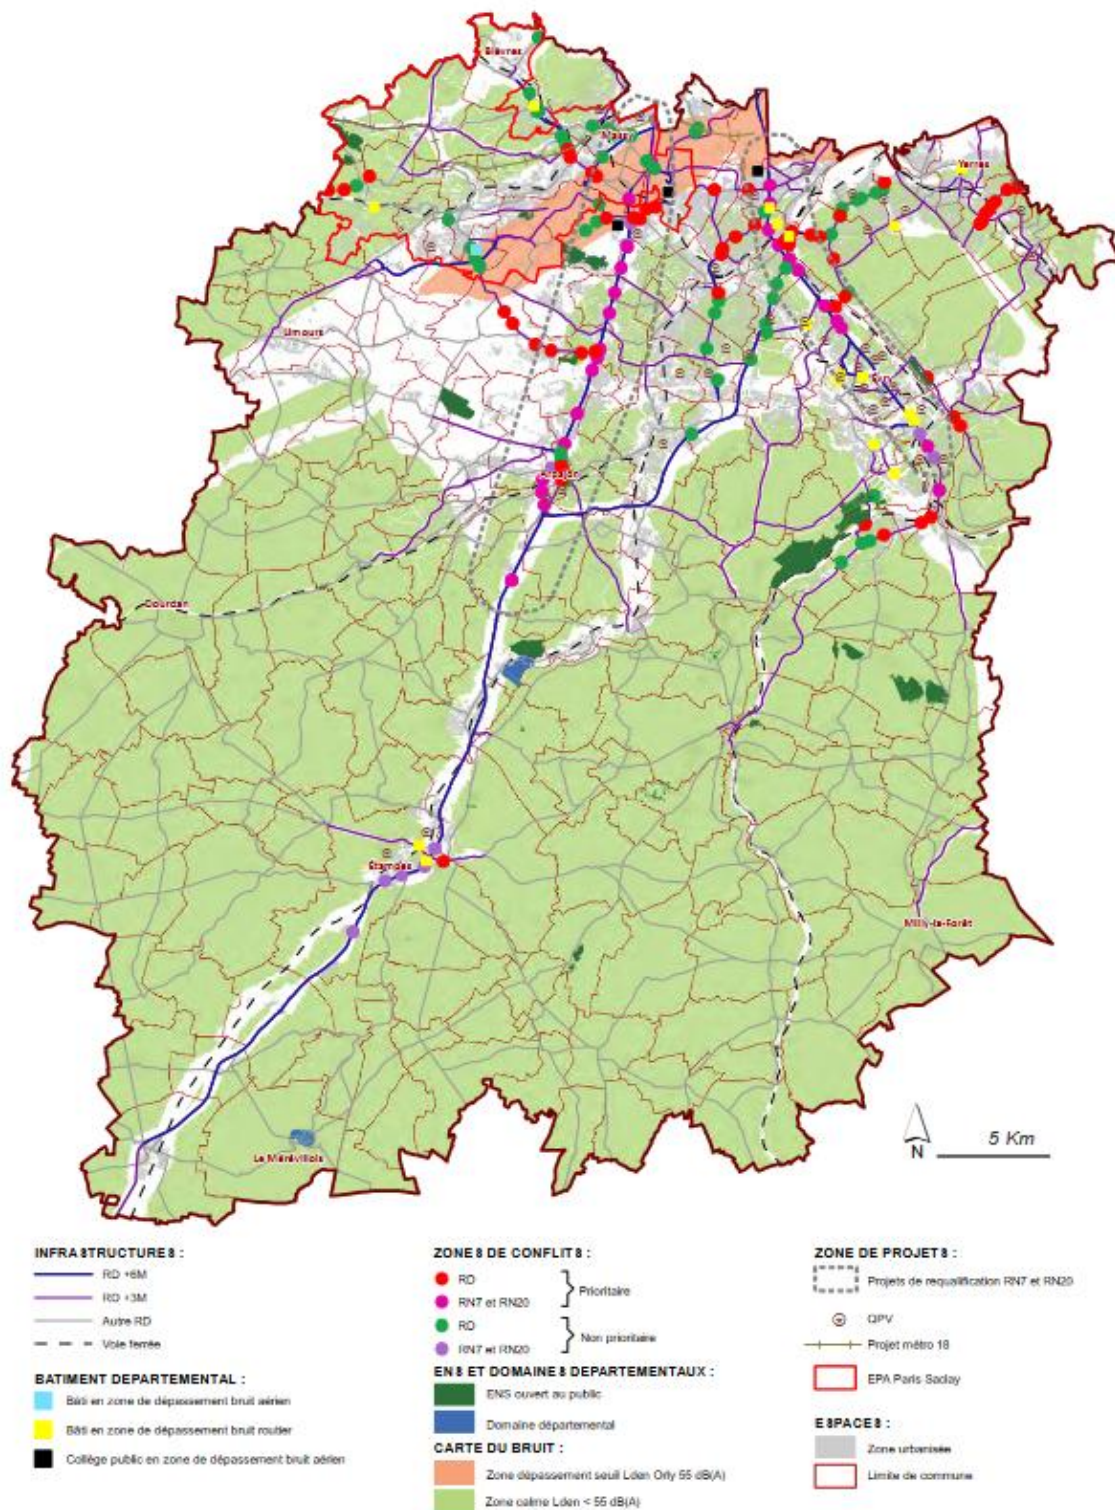 Bièvres
Massy
Yerres
Limours
Evry
Arpajon
Dourdan
Étampes
Milly-la-Forêt
Le Mérévillois
N
5 Km
INFRASTRUCTURES :
RD +6M
RD +3M
Autre RD
Voie ferrée
BATIMENT DEPARTEMENTAL :
Bâti en zone de dépassement bruit aérien
Bâti en zone de dépassement bruit routier
Collège public en zone de dépassement bruit aérien
ZONES DE CONFLITS :
RD
RN7 et RN20
Prioritaire
RD
RN7 et RN20
Non prioritaire
ENS ET DOMAINES DEPARTEMENTAUX :
ENS ouvert au public
Domaine départemental
CARTE DU BRUIT :
Zone dépassement seuil Lden Orly 55 dB(A)
Zone calme Lden < 55 dB(A)
ZONE DE PROJETS :
Projets de requalification RN7 et RN20
QPV
Projet métro 18
EPA Paris Saclay
ESPACES :
Zone urbanisée
Limite de commune